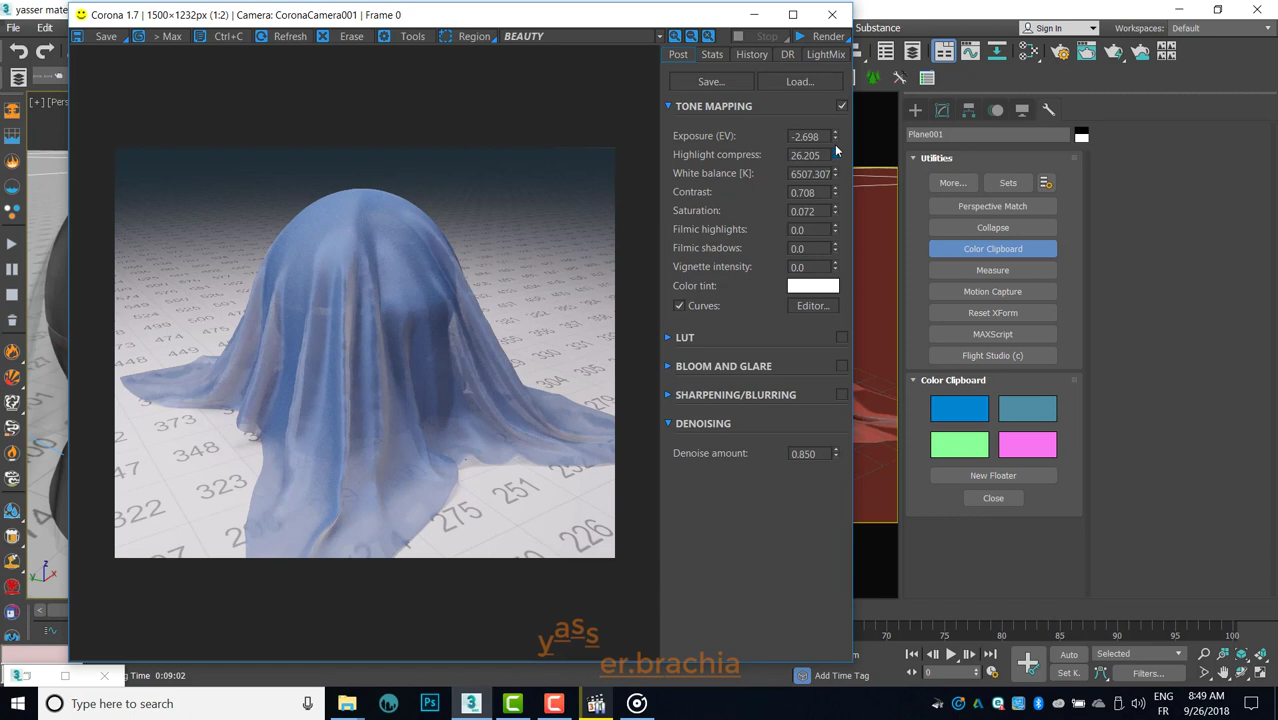 yasser mate
Corona 1.7 | 1500×1232px (1:2) | Camera: CoronaCamera001 | Frame 0
File
Save
> Max
Ctrl+C
Refresh
Erase
Tools
Region
BEAUTY
Stop
Render
Substance
Sign In
Workspaces: Default
Post
Stats
History
DR
LightMix
Save...
Load...
TONE MAPPING
Exposure (EV): -2.698
Highlight compress: 26.205
White balance [K]: 6507.307
Contrast: 0.708
Saturation: 0.072
Filmic highlights: 0.0
Filmic shadows: 0.0
Vignette intensity: 0.0
Color tint:
Curves: Editor...
LUT
BLOOM AND GLARE
SHARPENING/BLURRING
DENOISING
Denoise amount: 0.850
[+] [Pers
Plane001
Utilities
More...
Sets
Perspective Match
Collapse
Color Clipboard
Measure
Motion Capture
Reset XForm
MAXScript
Flight Studio (c)
Color Clipboard
New Floater
Close
322
323
348
275
251
226
yasser.brachia
70 75 80 85 90 95 100
Auto
Selected
Set K.
Filters...
0
ng Time 0:09:02
Add Time Tag
Type here to search
ENG
FR
8:49 AM
9/26/2018